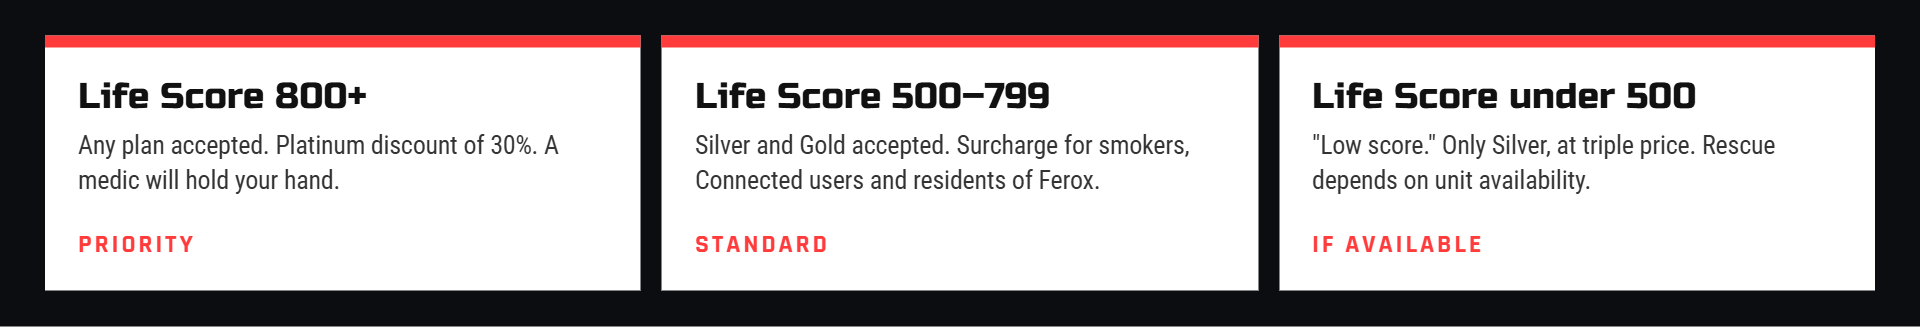 Life Score 800+
Any plan accepted. Platinum discount of 30%. A
medic will hold your hand.
PRIORITY
Life Score 500–799
Silver and Gold accepted. Surcharge for smokers,
Connected users and residents of Ferox.
STANDARD
Life Score under 500
"Low score." Only Silver, at triple price. Rescue
depends on unit availability.
IF AVAILABLE